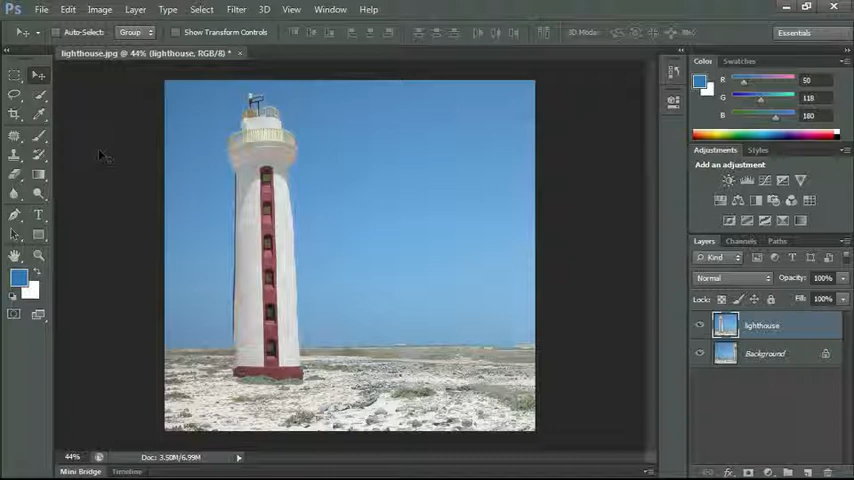 Ps File Edit Image Layer Type Select Filter 3D View Window Help
Auto-Select: Group Show Transform Controls 3D Mode: Essentials
lighthouse.jpg @ 44% (lighthouse, RGB/8) * ×
Color Swatches
R 50
G 118
B 180
Adjustments Styles
Add an adjustment
Layers Channels Paths
Kind
Normal Opacity: 100%
Lock: Fill: 100%
lighthouse
Background
44% Doc: 3.50M/6.99M
Mini Bridge Timeline